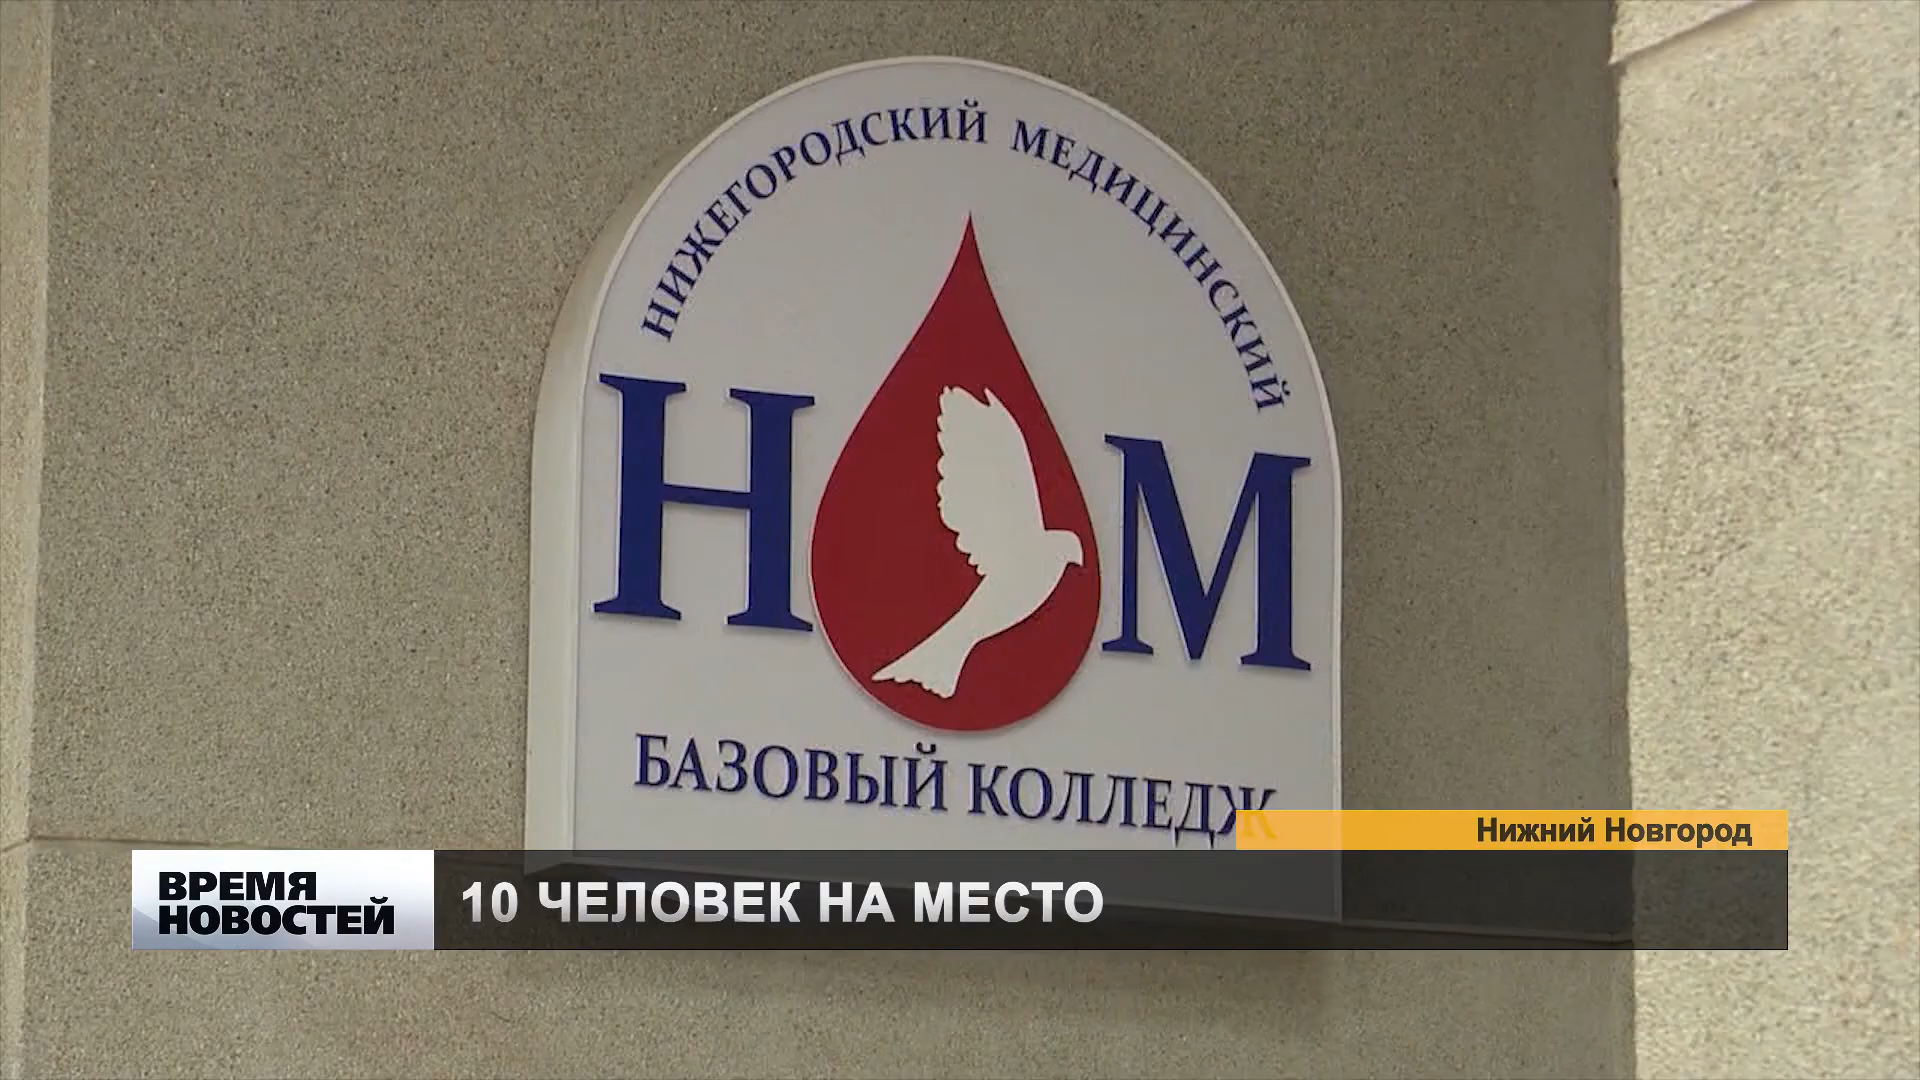 НИЖЕГОРОДСКИЙ МЕДИЦИНСКИЙ
Н М
БАЗОВЫЙ КОЛЛЕДЖ
Нижний Новгород
ВРЕМЯ
НОВОСТЕЙ
10 ЧЕЛОВЕК НА МЕСТО